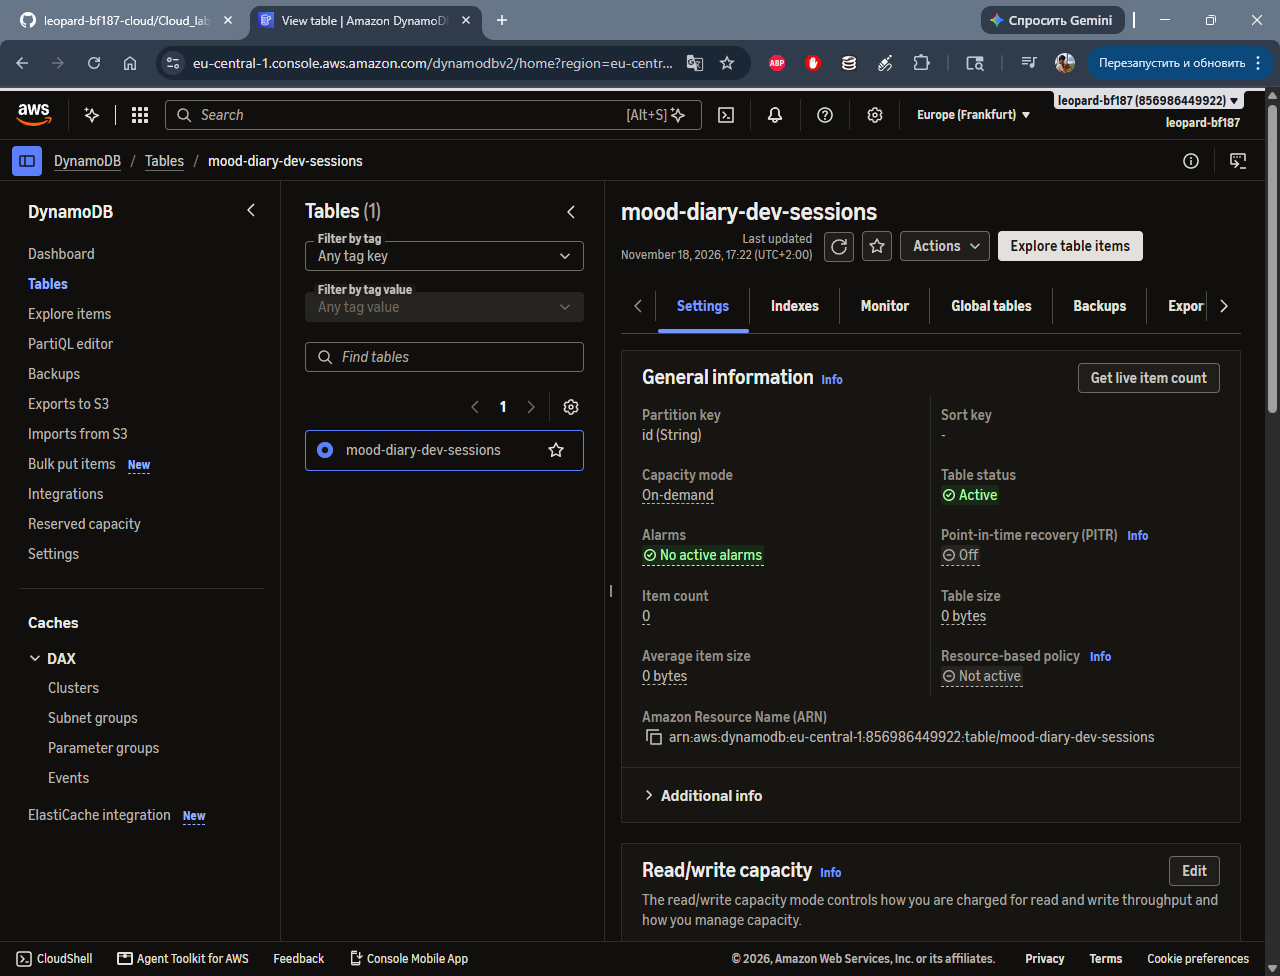 leopard-bf187-cloud/Cloud_lab
View table | Amazon DynamoDB
Спросить Gemini
eu-central-1.console.aws.amazon.com/dynamodbv2/home?region=eu-centr...
ABP
Перезапустить и обновить
aws
Search
[Alt+S]
Europe (Frankfurt)
leopard-bf187 (856986449922)
leopard-bf187
DynamoDB / Tables / mood-diary-dev-sessions
DynamoDB
Dashboard
Tables
Explore items
PartiQL editor
Backups
Exports to S3
Imports from S3
Bulk put items New
Integrations
Reserved capacity
Settings
Caches
DAX
Clusters
Subnet groups
Parameter groups
Events
ElastiCache integration New
Tables (1)
Filter by tag
Any tag key
Filter by tag value
Any tag value
Find tables
1
mood-diary-dev-sessions
mood-diary-dev-sessions
Last updated
November 18, 2026, 17:22 (UTC+2:00)
Actions
Explore table items
Settings
Indexes
Monitor
Global tables
Backups
Expor
General information Info
Get live item count
Partition key
id (String)
Sort key
-
Capacity mode
On-demand
Table status
Active
Alarms
No active alarms
Point-in-time recovery (PITR) Info
Off
Item count
0
Table size
0 bytes
Average item size
0 bytes
Resource-based policy Info
Not active
Amazon Resource Name (ARN)
arn:aws:dynamodb:eu-central-1:856986449922:table/mood-diary-dev-sessions
Additional info
Read/write capacity Info
Edit
The read/write capacity mode controls how you are charged for read and write throughput and
how you manage capacity.
CloudShell
Agent Toolkit for AWS
Feedback
Console Mobile App
© 2026, Amazon Web Services, Inc. or its affiliates.
Privacy
Terms
Cookie preferences